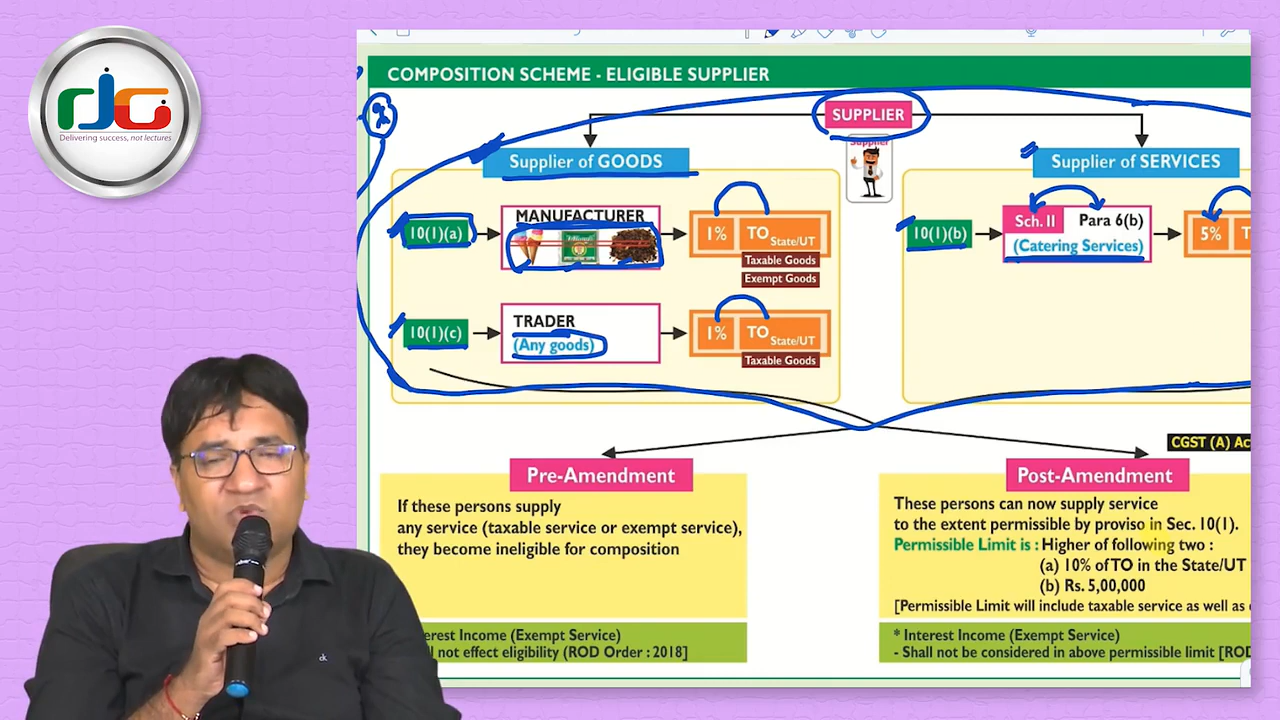 Delivering success, not lectures
COMPOSITION SCHEME - ELIGIBLE SUPPLIER
SUPPLIER
Supplier
Supplier of GOODS
Supplier of SERVICES
10(1)(a)
MANUFACTURER
1% TO State/UT
Taxable Goods
Exempt Goods
10(1)(b)
Sch. II Para 6(b)
(Catering Services)
5% T
10(1)(c)
TRADER
(Any goods)
1% TO State/UT
Taxable Goods
CGST (A) Ac
Pre-Amendment
If these persons supply
any service (taxable service or exempt service),
they become ineligible for composition
erest Income (Exempt Service)
ll not effect eligibility (ROD Order : 2018]
Post-Amendment
These persons can now supply service
to the extent permissible by proviso in Sec. 10(1).
Permissible Limit is : Higher of following two :
(a) 10% of TO in the State/UT
(b) Rs. 5,00,000
[Permissible Limit will include taxable service as well as
* Interest Income (Exempt Service)
- Shall not be considered in above permissible limit [ROD